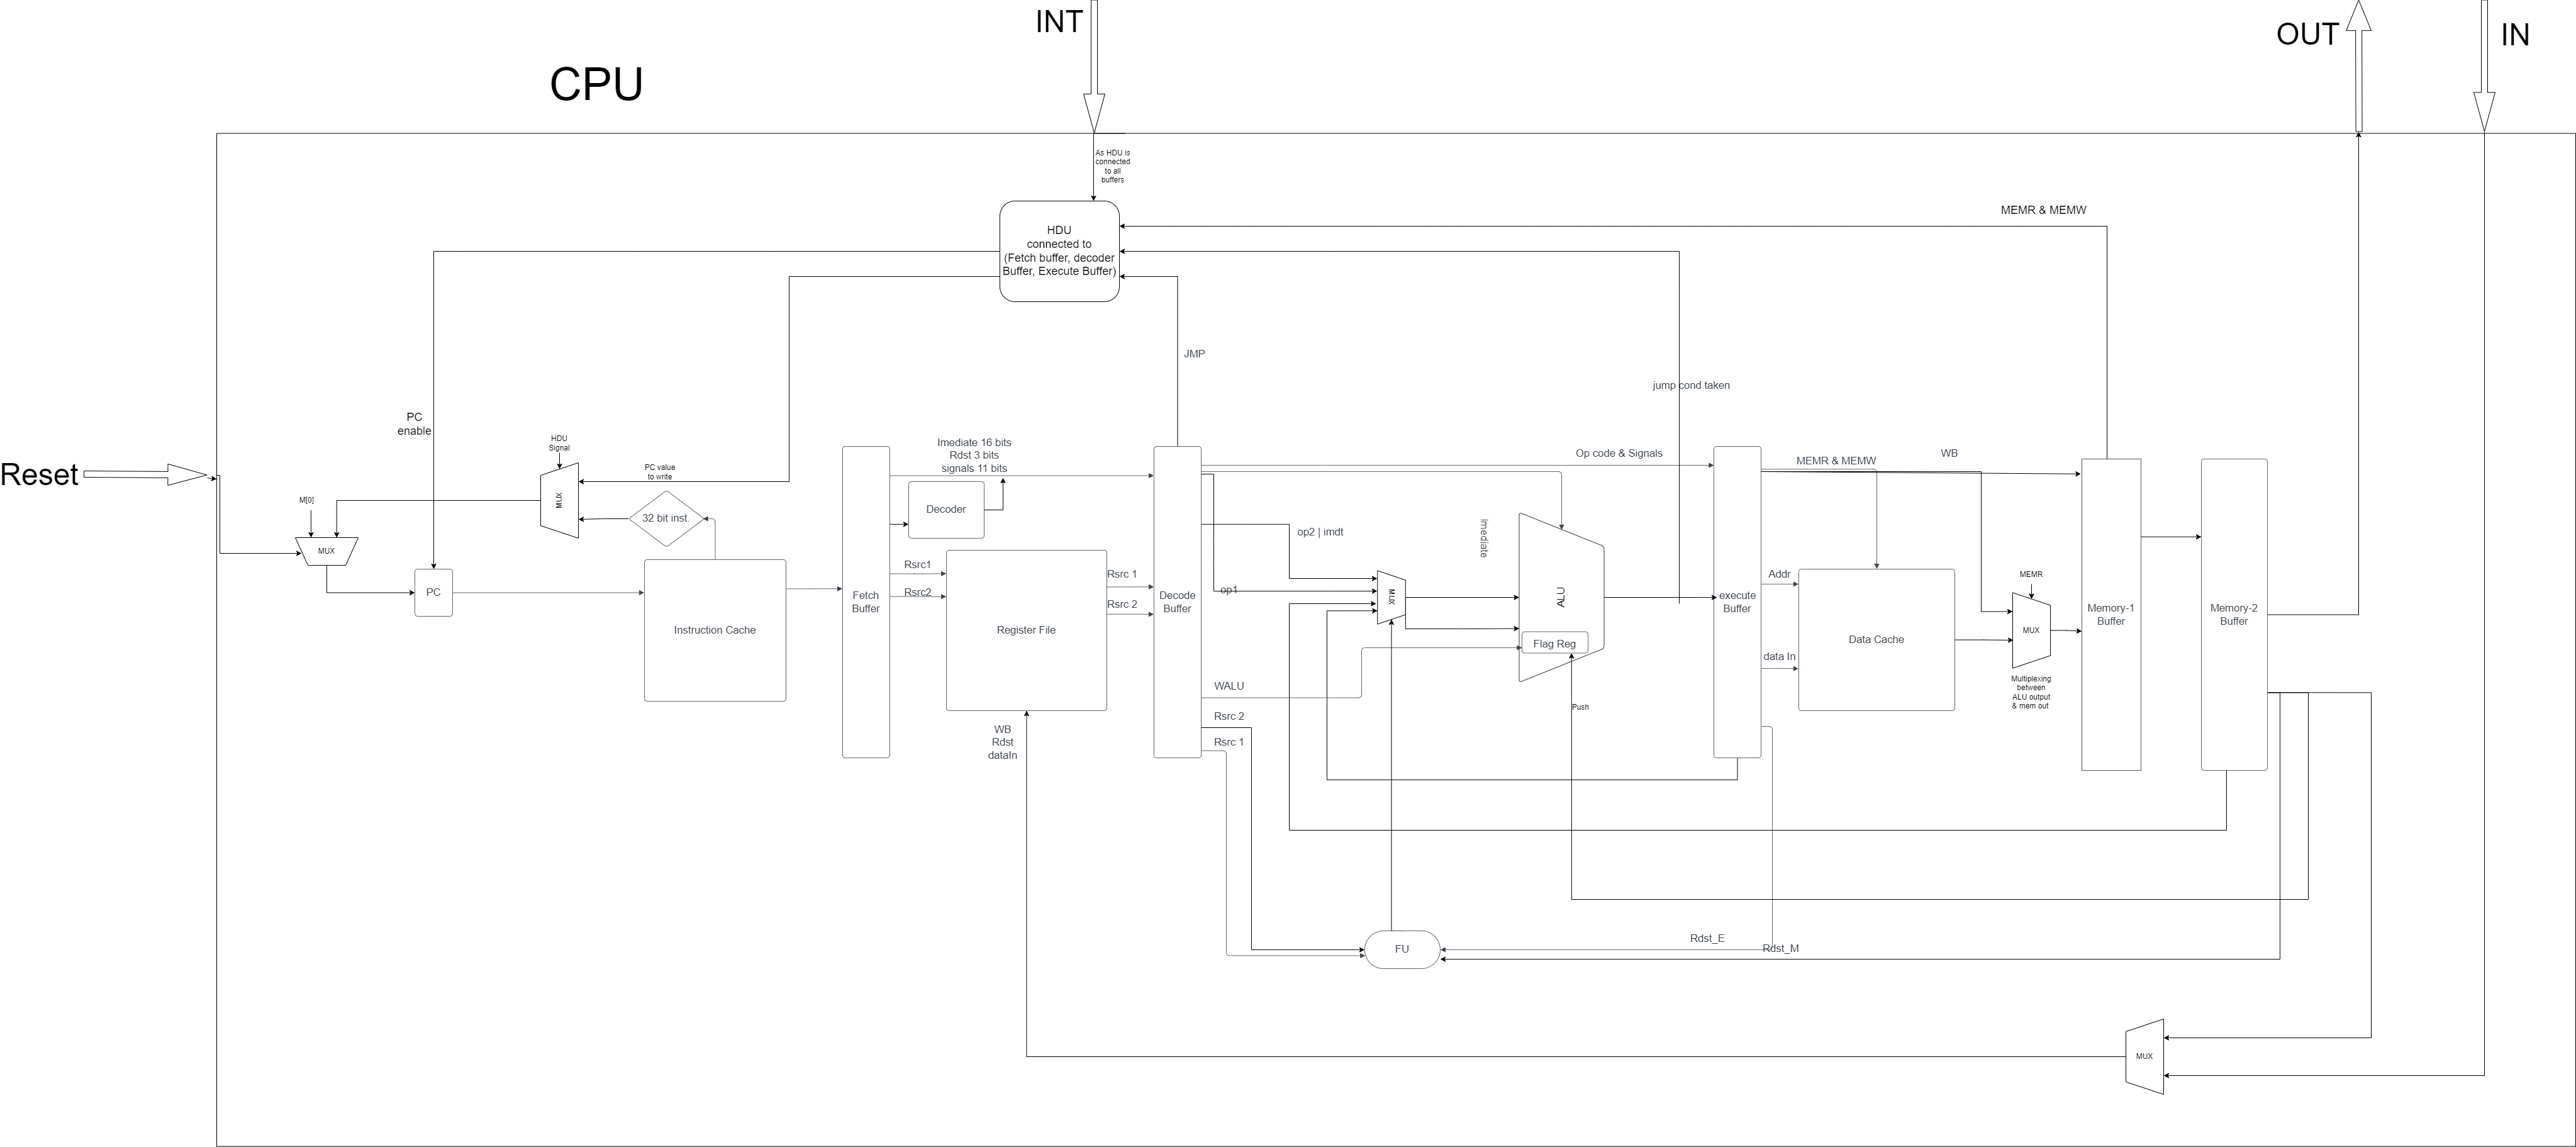 INT
OUT
IN
CPU
As HDU is
connected
to all
buffers
HDU
connected to
(Fetch buffer, decoder
Buffer, Execute Buffer)
MEMR & MEMW
JMP
jump cond taken
PC
enable
HDU
Signal
MUX
PC value
to write
Reset
M[0]
MUX
PC
32 bit inst.
Instruction Cache
Fetch
Buffer
Imediate 16 bits
Rdst 3 bits
signals 11 bits
Decoder
Rsrc1
Rsrc2
Register File
Rsrc 1
Rsrc 2
WB
Rdst
dataIn
Decode
Buffer
Op code & Signals
op2 | imdt
op1
MUX
Imediate
ALU
Flag Reg
WALU
Rsrc 2
Rsrc 1
Push
execute
Buffer
MEMR & MEMW
WB
Addr
data In
Data Cache
MEMR
MUX
Multiplexing
between
ALU output
& mem out
Memory-1
Buffer
Memory-2
Buffer
FU
Rdst_E
Rdst_M
MUX